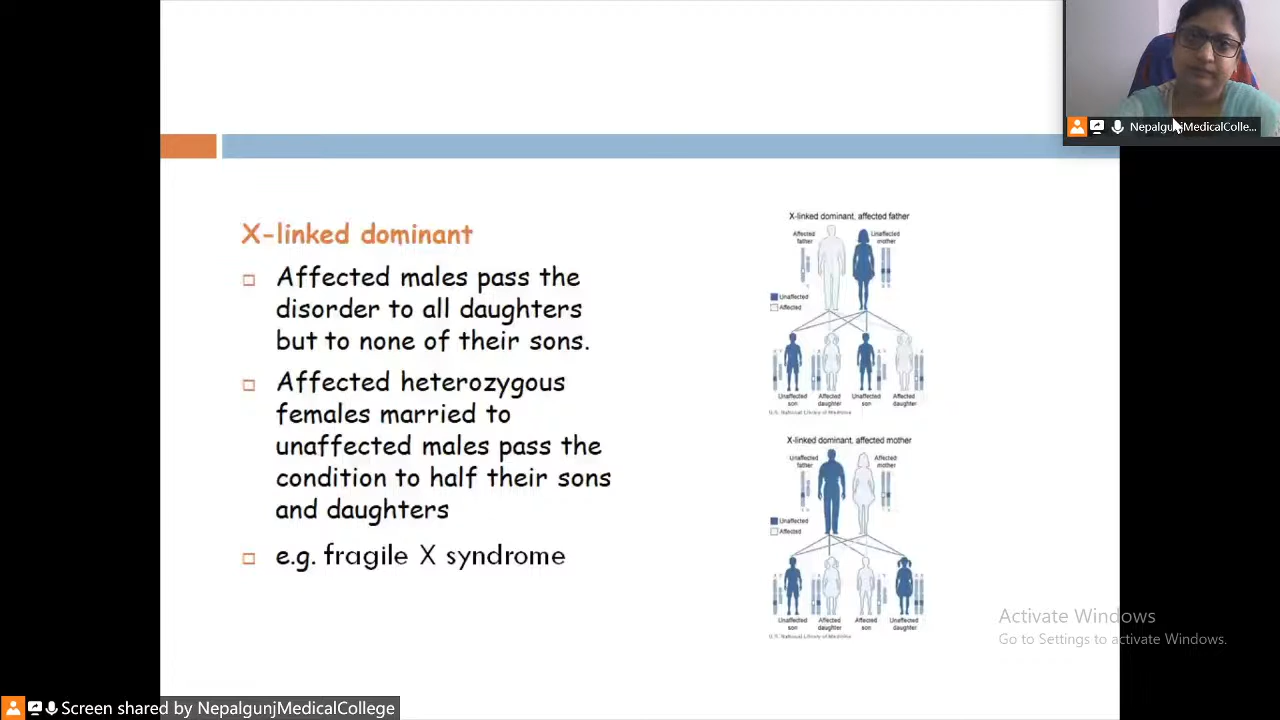 NepalgunjMedicalColle...
X-linked dominant
Affected males pass the
disorder to all daughters
but to none of their sons.
Affected heterozygous
females married to
unaffected males pass the
condition to half their sons
and daughters
e.g. fragile X syndrome
X-linked dominant, affected father
Affected father
Unaffected mother
Unaffected
Affected
Unaffected son
Affected daughter
Unaffected son
Affected daughter
U.S. National Library of Medicine
X-linked dominant, affected mother
Unaffected father
Affected mother
Unaffected
Affected
Unaffected son
Affected daughter
Affected son
Unaffected daughter
U.S. National Library of Medicine
Activate Windows
Go to Settings to activate Windows.
Screen shared by NepalgunjMedicalCollege